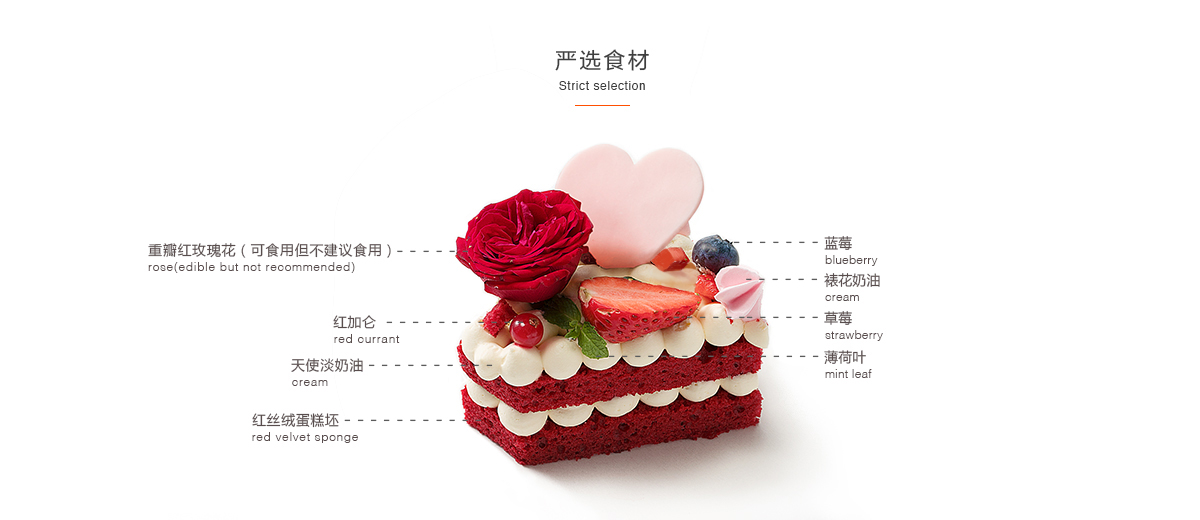 严选食材
Strict selection
重瓣红玫瑰花（可食用但不建议食用）
rose(edible but not recommended)
红加仑
red currant
天使淡奶油
cream
红丝绒蛋糕坯
red velvet sponge
蓝莓
blueberry
裱花奶油
cream
草莓
strawberry
薄荷叶
mint leaf